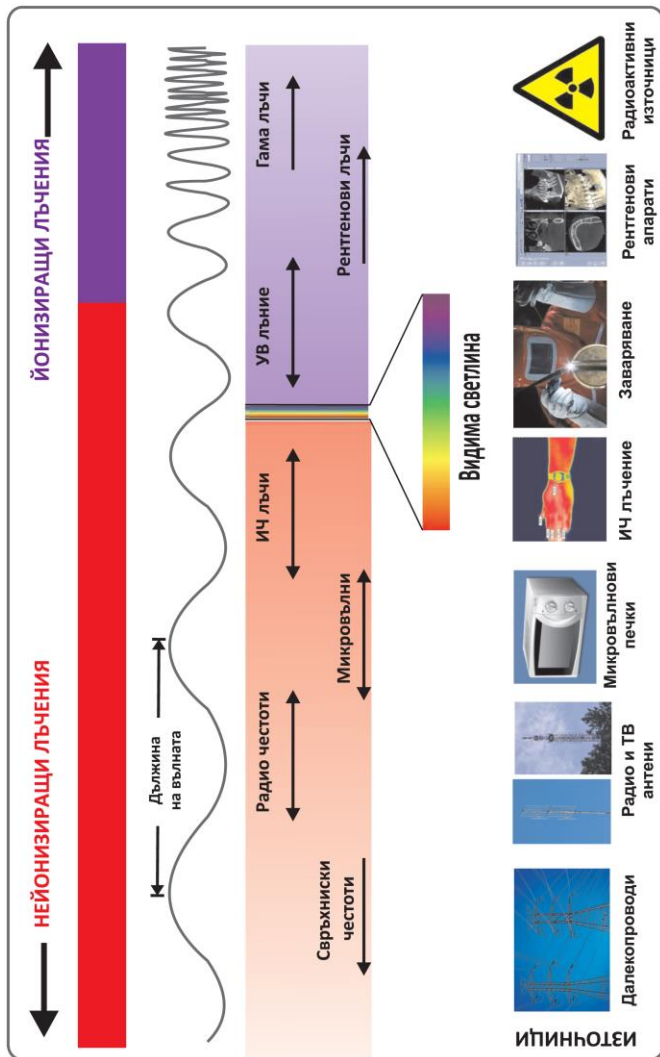 НЕЙОНИЗИРАЩИ ЛЪЧЕНИЯ
ЙОНИЗИРАЩИ ЛЪЧЕНИЯ
Дължина
на вълната
Радио честоти
ИЧ лъчи
УВ лъние
Гама лъчи
Свръхниски
честоти
Микровълни
Рентгенови лъчи
Видима светлина
ИЗТОЧНИЦИ
Далекопроводи
Радио и ТВ
антени
Микровълнови
печки
ИЧ лъчение
Заваряване
Рентгенови
апарати
Радиоактивни
източници